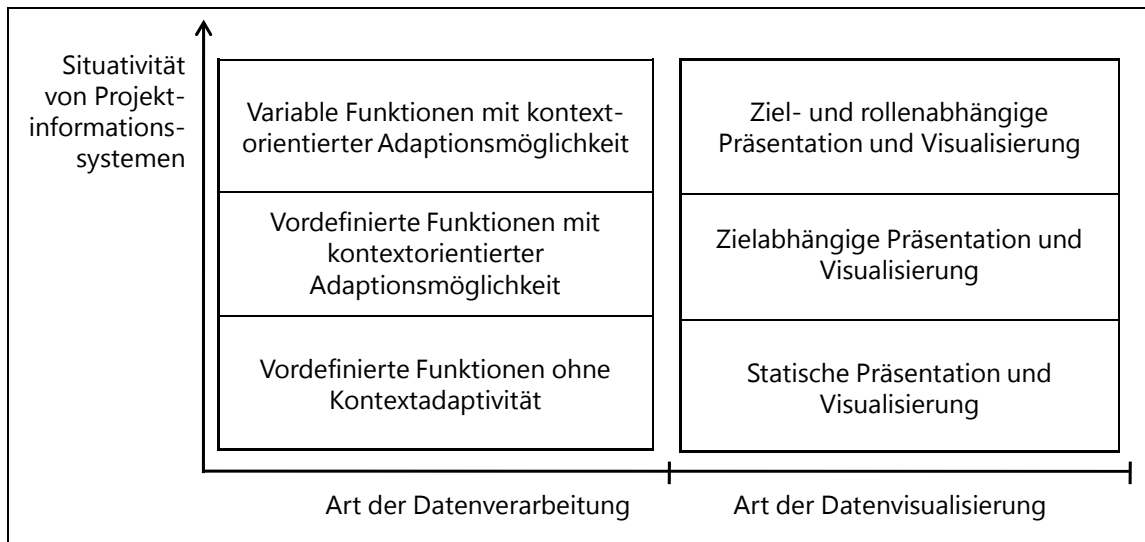 Situativität
von Projekt-
informations-
systemen
Variable Funktionen mit kontext-
orientierter Adaptionsmöglichkeit
Ziel- und rollenabhängige
Präsentation und Visualisierung
Vordefinierte Funktionen mit
kontextorientierter
Adaptionsmöglichkeit
Zielabhängige Präsentation und
Visualisierung
Vordefinierte Funktionen ohne
Kontextadaptivität
Statische Präsentation und
Visualisierung
Art der Datenverarbeitung
Art der Datenvisualisierung